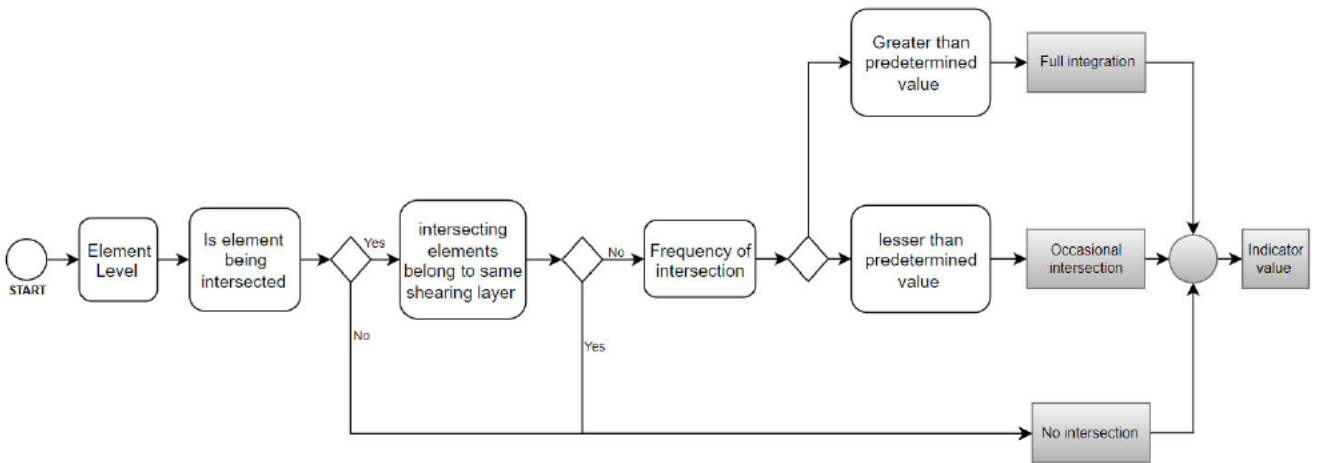 START
Element
Level
Is element
being
intersected
Yes
No
intersecting
elements
belong to same
shearing layer
No
Yes
Frequency of
intersection
Greater than
predetermined
value
Full integration
lesser than
predetermined
value
Occasional
intersection
No intersection
Indicator
value